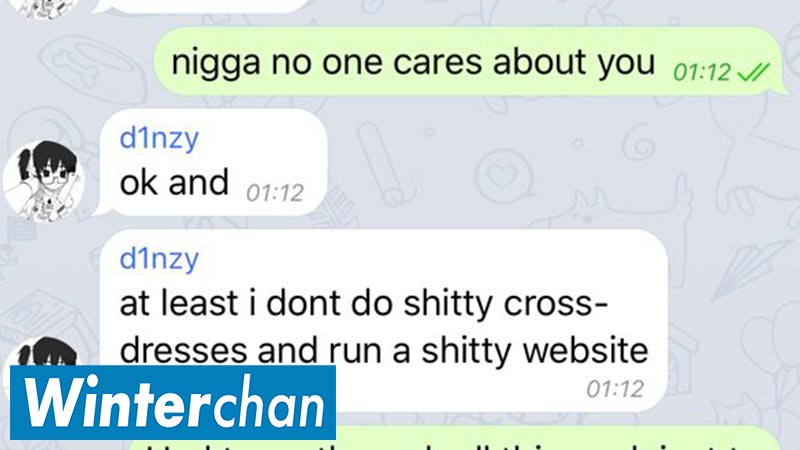 nigga no one cares about you 01:12
d1nzy
ok and 01:12
d1nzy
at least i dont do shitty cross-
dresses and run a shitty website
01:12
Winterchan